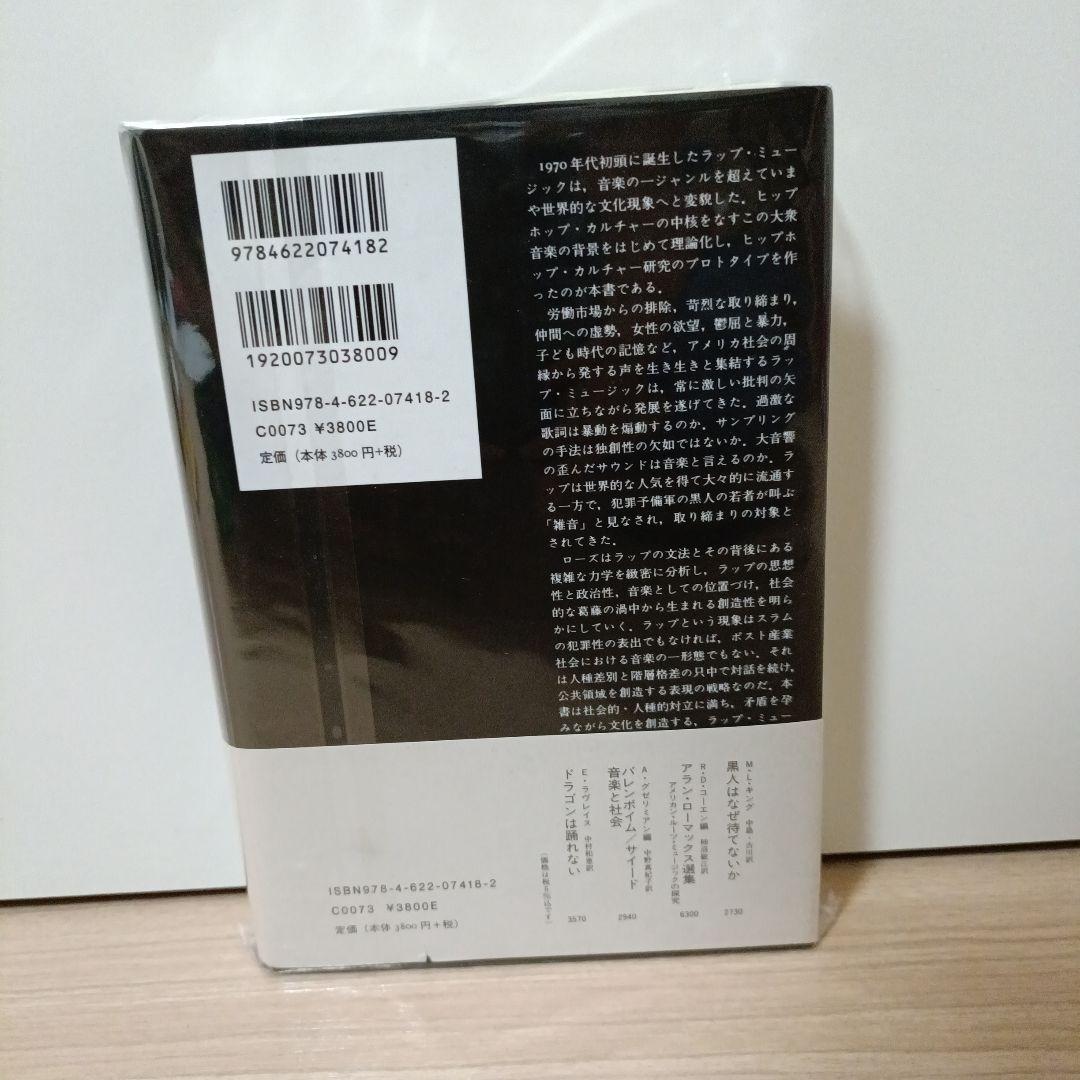 9784622074182
1920073038009
ISBN978-4-622-07418-2
C0073 ¥3800E
定価（本体 3800 円+税）
1970 年代初頭に誕生したラップ・ミュー
ジックは，音楽の一ジャンルを超えていま
や世界的な文化現象へと変貌した．ヒップ
ホップ・カルチャーの中核をなすこの大衆
音楽の背景をはじめて理論化し，ヒップホ
ップ・カルチャー研究のプロトタイプを作
ったのが本書である．
労働市場からの排除，苛烈な取り締まり，
仲間への虚勢，女性の欲望，鬱屈と暴力，
子ども時代の記憶など，アメリカ社会の周
縁から発する声を生き生きと集結するラッ
プ・ミュージックは，常に激しい批判の矢
面に立ちながら発展を遂げてきた．過激な
歌詞は暴動を煽動するのか．サンプリング
の手法は独創性の欠如ではないか．大音響
の歪んだサウンドは音楽と言えるのか．ラ
ップは世界的な人気を得て大々的に流通す
る一方で，犯罪予備軍の黒人の若者が叫ぶ
「雑音」と見なされ，取り締まりの対象と
されてきた．
ローズはラップの文法とその背後にある
複雑な力学を緻密に分析し，ラップの思想
性と政治性，音楽としての位置づけ，社会
的な葛藤の渦中から生まれる創造性を明ら
かにしていく．ラップという現象はスラム
の犯罪性の表出でもなければ，ポスト産業
社会における音楽の一形態でもない．それ
は人種差別と階層格差の只中で対話を続け，
公共領域を創造する表現の戦略なのだ．本
書は社会的・人種的対立に満ち，矛盾を孕
みながら文化を創造する，ラップ・ミュー
M・L・キング 中島・古川訳
黒人はなぜ待てないか
2730
R・D・コーエン編 柿沼敏江訳
アラン・ローマックス選集
アメリカン・ルーツ・ミュージックの探究
6300
A・グゼリミアン編 中野真紀子訳
バレンボイム／サイード
音楽と社会
2940
E・ラヴレイス 中村和恵訳
ドラゴンは踊れない
3570
（価格は税5％込です）
ISBN978-4-622-07418-2
C0073 ¥3800E
定価（本体 3800 円+税）